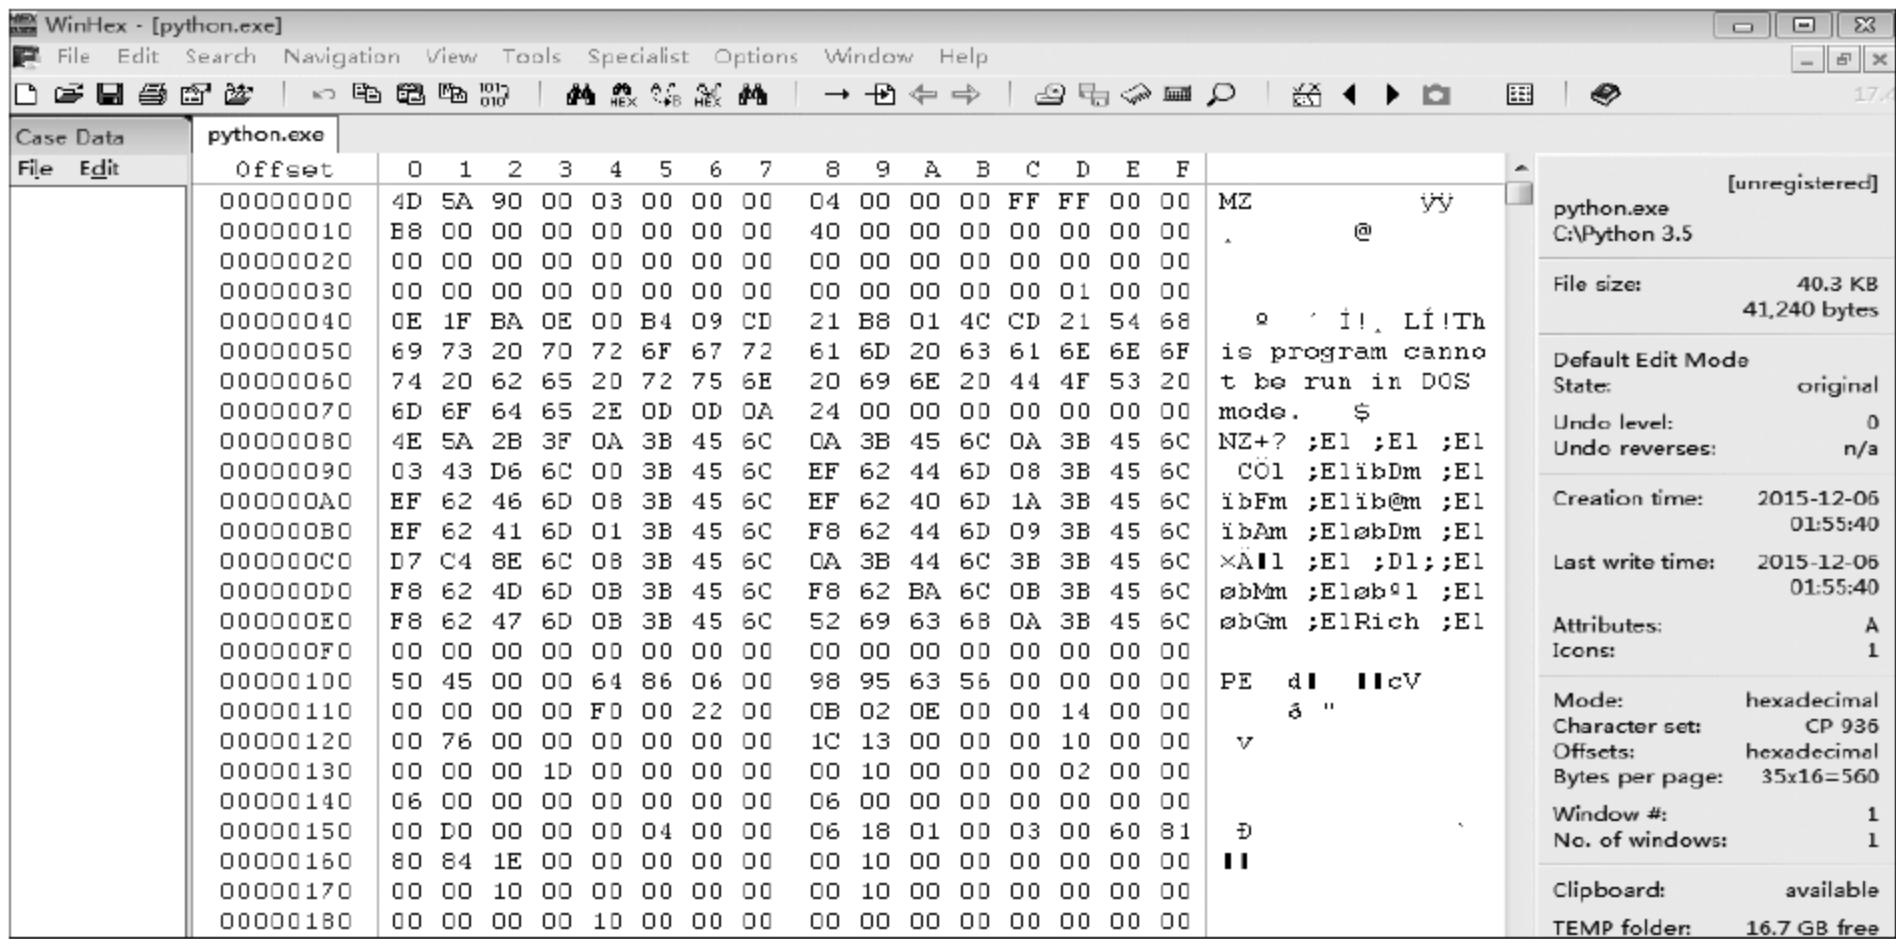 WinHex - [python.exe]
File Edit Search Navigation View Tools Specialist Options Window Help
Case Data
File Edit
python.exe
Offset 0 1 2 3 4 5 6 7 8 9 A B C D E F
00000000 4D 5A 90 00 03 00 00 00 04 00 00 00 FF FF 00 00 MZ ÿÿ
00000010 B8 00 00 00 00 00 00 00 40 00 00 00 00 00 00 00 ¸ @
00000020 00 00 00 00 00 00 00 00 00 00 00 00 00 00 00 00
00000030 00 00 00 00 00 00 00 00 00 00 00 00 00 01 00 00
00000040 0E 1F BA 0E 00 B4 09 CD 21 B8 01 4C CD 21 54 68 º ´ Í!¸ LÍ!Th
00000050 69 73 20 70 72 6F 67 72 61 6D 20 63 61 6E 6E 6F is program canno
00000060 74 20 62 65 20 72 75 6E 20 69 6E 20 44 4F 53 20 t be run in DOS
00000070 6D 6F 64 65 2E 0D 0D 0A 24 00 00 00 00 00 00 00 mode. $
00000080 4E 5A 2B 3F 0A 3B 45 6C 0A 3B 45 6C 0A 3B 45 6C NZ+? ;El ;El ;El
00000090 03 43 D6 6C 00 3B 45 6C EF 62 44 6D 08 3B 45 6C CÖl ;ElïbDm ;El
000000A0 EF 62 46 6D 08 3B 45 6C EF 62 40 6D 1A 3B 45 6C ïbFm ;Elïb@m ;El
000000B0 EF 62 41 6D 01 3B 45 6C F8 62 44 6D 09 3B 45 6C ïbAm ;EløbDm ;El
000000C0 D7 C4 8E 6C 08 3B 45 6C 0A 3B 44 6C 3B 3B 45 6C ×Ä▮l ;El ;Dl;;El
000000D0 F8 62 4D 6D 0B 3B 45 6C F8 62 BA 6C 0B 3B 45 6C øbMm ;Eløbºl ;El
000000E0 F8 62 47 6D 0B 3B 45 6C 52 69 63 68 0A 3B 45 6C øbGm ;ElRich ;El
000000F0 00 00 00 00 00 00 00 00 00 00 00 00 00 00 00 00
00000100 50 45 00 00 64 86 06 00 98 95 63 56 00 00 00 00 PE d▮ ▮▮cV
00000110 00 00 00 00 F0 00 22 00 0B 02 0E 00 00 14 00 00 ð "
00000120 00 76 00 00 00 00 00 00 1C 13 00 00 00 10 00 00 v
00000130 00 00 00 1D 00 00 00 00 00 10 00 00 00 02 00 00
00000140 06 00 00 00 00 00 00 00 06 00 00 00 00 00 00 00
00000150 00 D0 00 00 00 04 00 00 06 18 01 00 03 00 60 81 Ð `
00000160 80 84 1E 00 00 00 00 00 00 10 00 00 00 00 00 00 ▮▮
00000170 00 00 10 00 00 00 00 00 00 10 00 00 00 00 00 00
00000180 00 00 00 00 10 00 00 00 00 00 00 00 00 00 00 00
[unregistered]
python.exe
C:\Python 3.5
File size: 40.3 KB
41,240 bytes
Default Edit Mode
State: original
Undo level: 0
Undo reverses: n/a
Creation time: 2015-12-06
01:55:40
Last write time: 2015-12-06
01:55:40
Attributes: A
Icons: 1
Mode: hexadecimal
Character set: CP 936
Offsets: hexadecimal
Bytes per page: 35x16=560
Window #: 1
No. of windows: 1
Clipboard: available
TEMP folder: 16.7 GB free